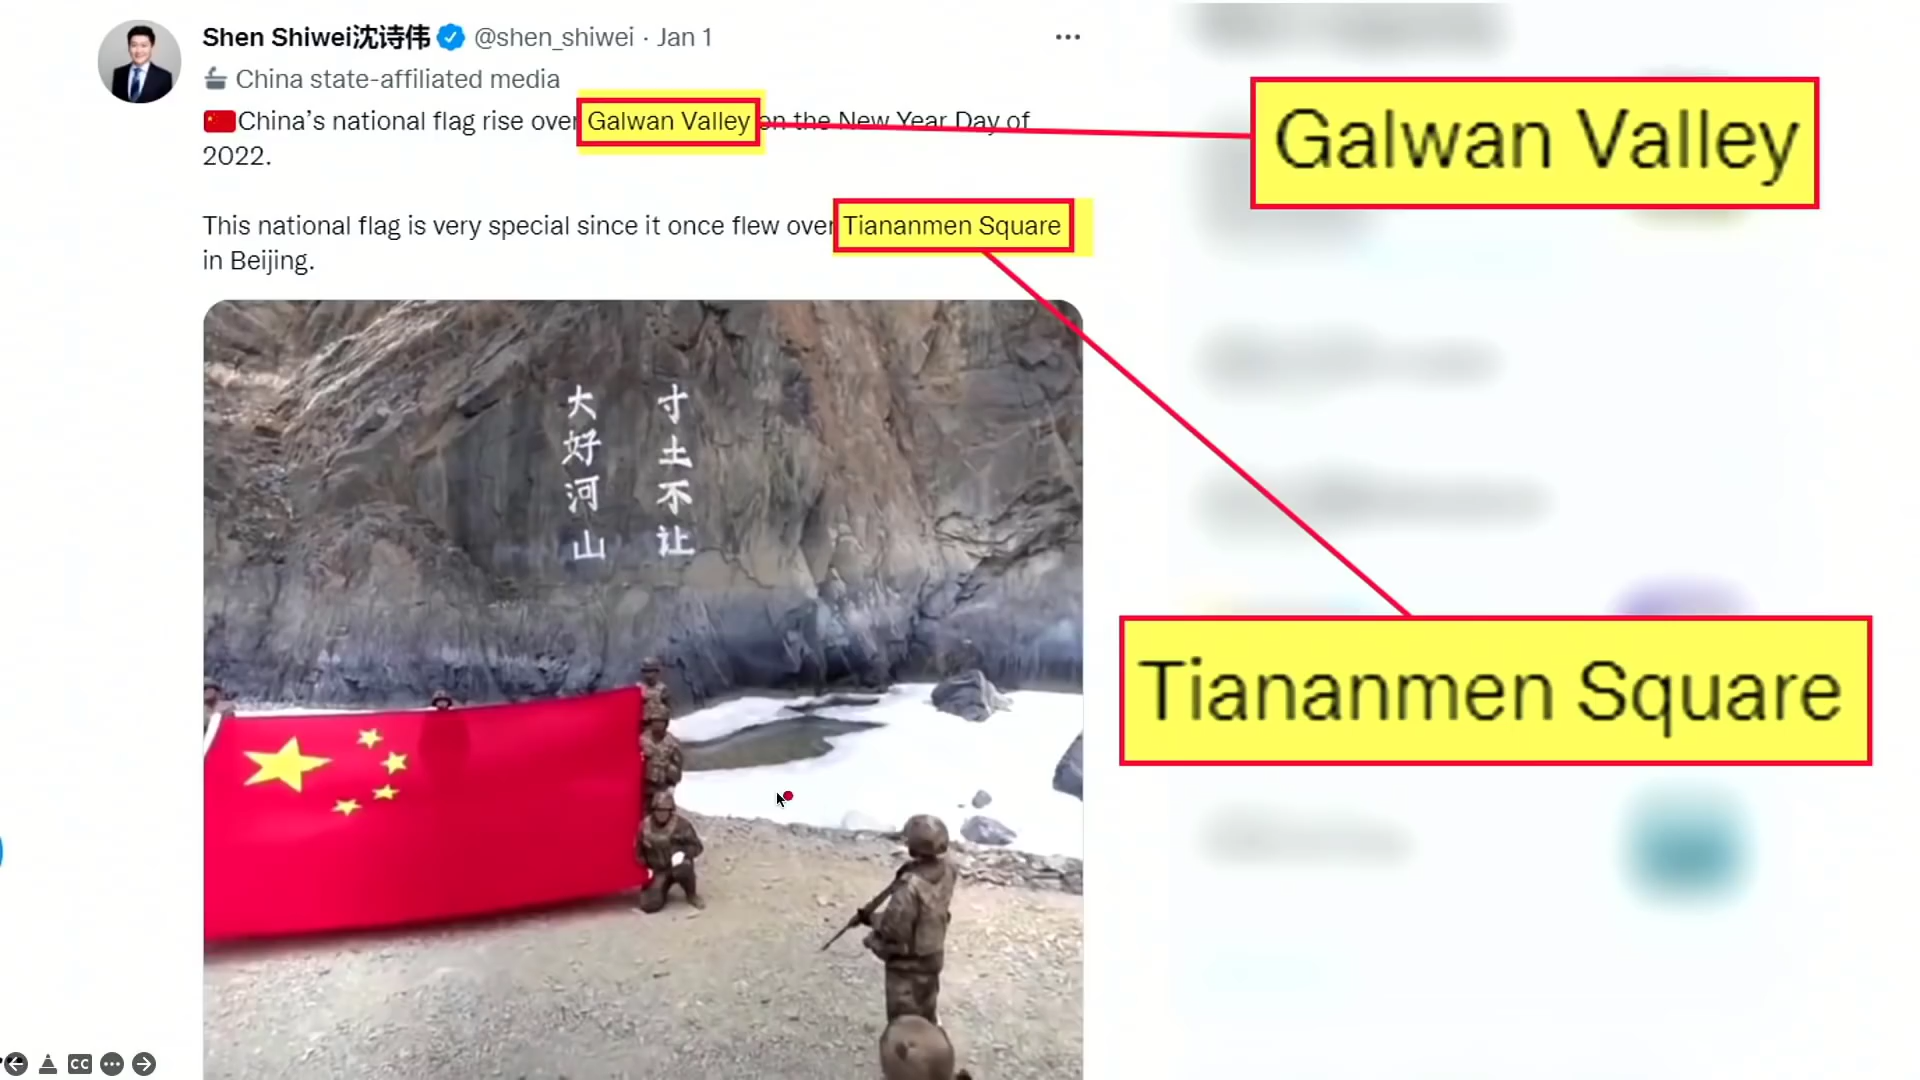 Shen Shiwei沈诗伟 @shen_shiwei · Jan 1
China state-affiliated media
🇨🇳China’s national flag rise over Galwan Valley on the New Year Day of
2022.
This national flag is very special since it once flew over Tiananmen Square
in Beijing.
Galwan Valley
Tiananmen Square
寸土不让
大好河山
CC